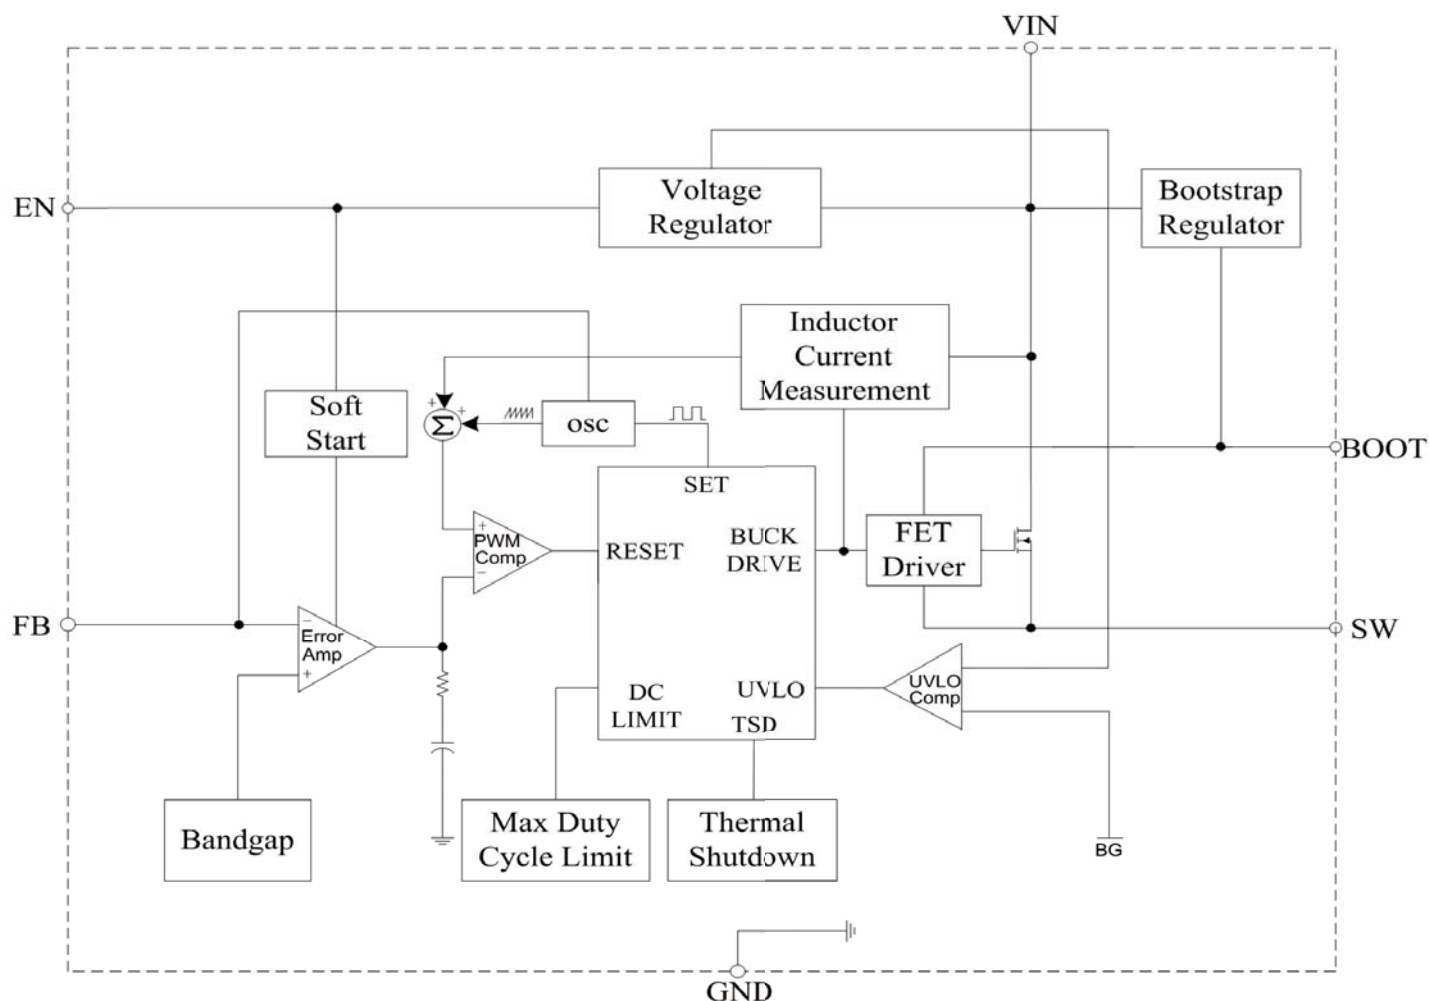 VIN
Voltage
Regulator
Bootstrap
Regulator
EN
Inductor
Current
Measurement
Soft
Start
+
+
Σ
osc
BOOT
SET
+
PWM
Comp
−
RESET
BUCK
DRIVE
FET
Driver
FB
−
Error
Amp
+
SW
DC
LIMIT
UVLO
TSD
UVLO
Comp
Bandgap
Max Duty
Cycle Limit
Thermal
Shutdown
BG
GND